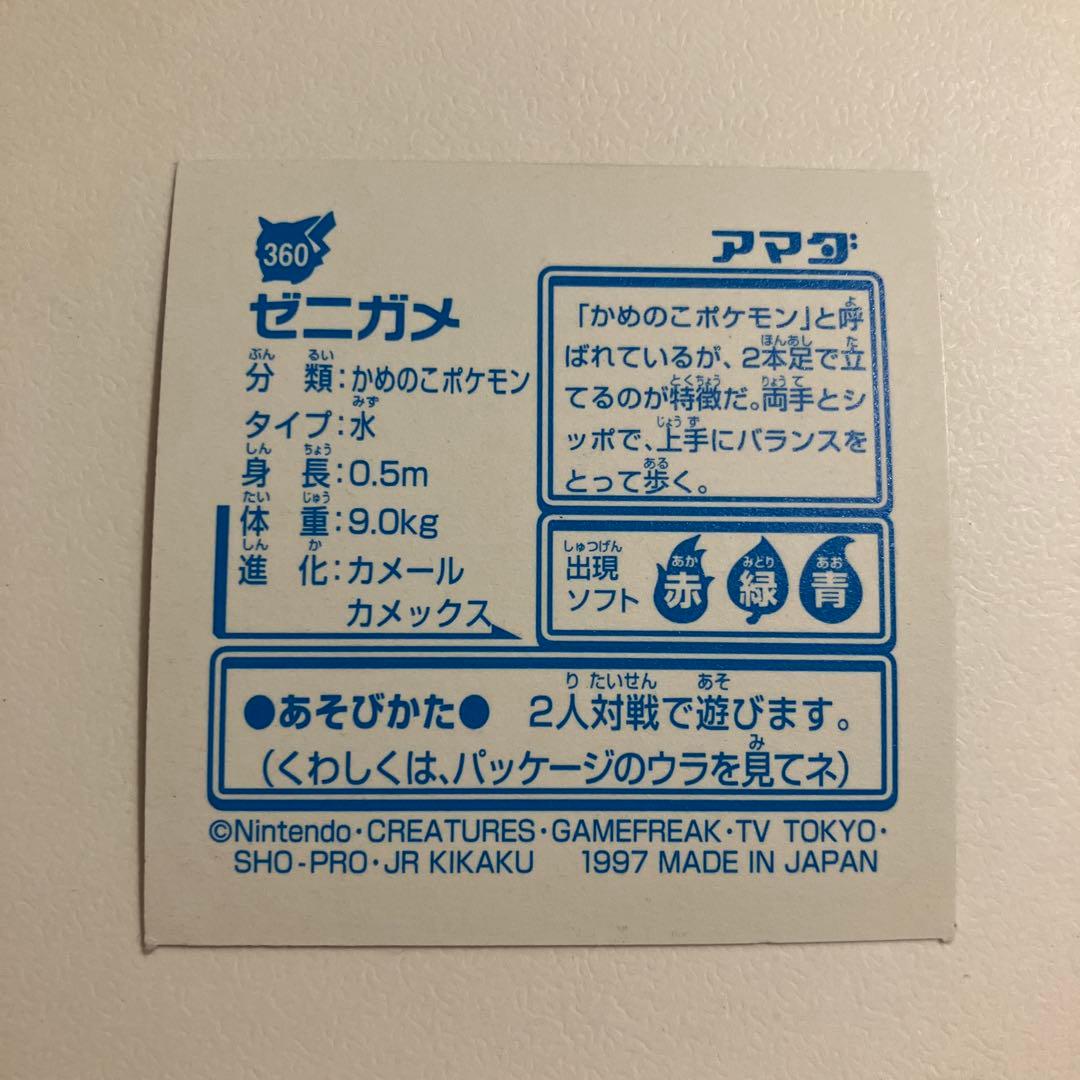 360
ゼニガメ
分類:かめのこポケモン
タイプ:水
身長:0.5m
体重:9.0kg
進化:カメール
カメックス
アマダ
「かめのこポケモン」と呼
ばれているが、2本足で立
てるのが特徴だ。両手とシ
ッポで、上手にバランスを
とって歩く。
出現
ソフト
赤 緑 青
●あそびかた● 2人対戦で遊びます。
(くわしくは、パッケージのウラを見てネ)
©Nintendo・CREATURES・GAMEFREAK・TV TOKYO・
SHO-PRO・JR KIKAKU 1997 MADE IN JAPAN